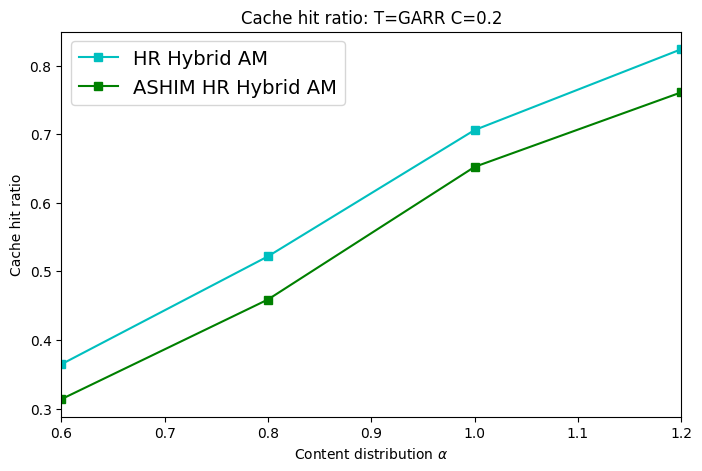 Cache hit ratio: T=GARR C=0.2
HR Hybrid AM
ASHIM HR Hybrid AM
Cache hit ratio
0.8
0.7
0.6
0.5
0.4
0.3
0.6
0.7
0.8
0.9
1.0
1.1
1.2
Content distribution α